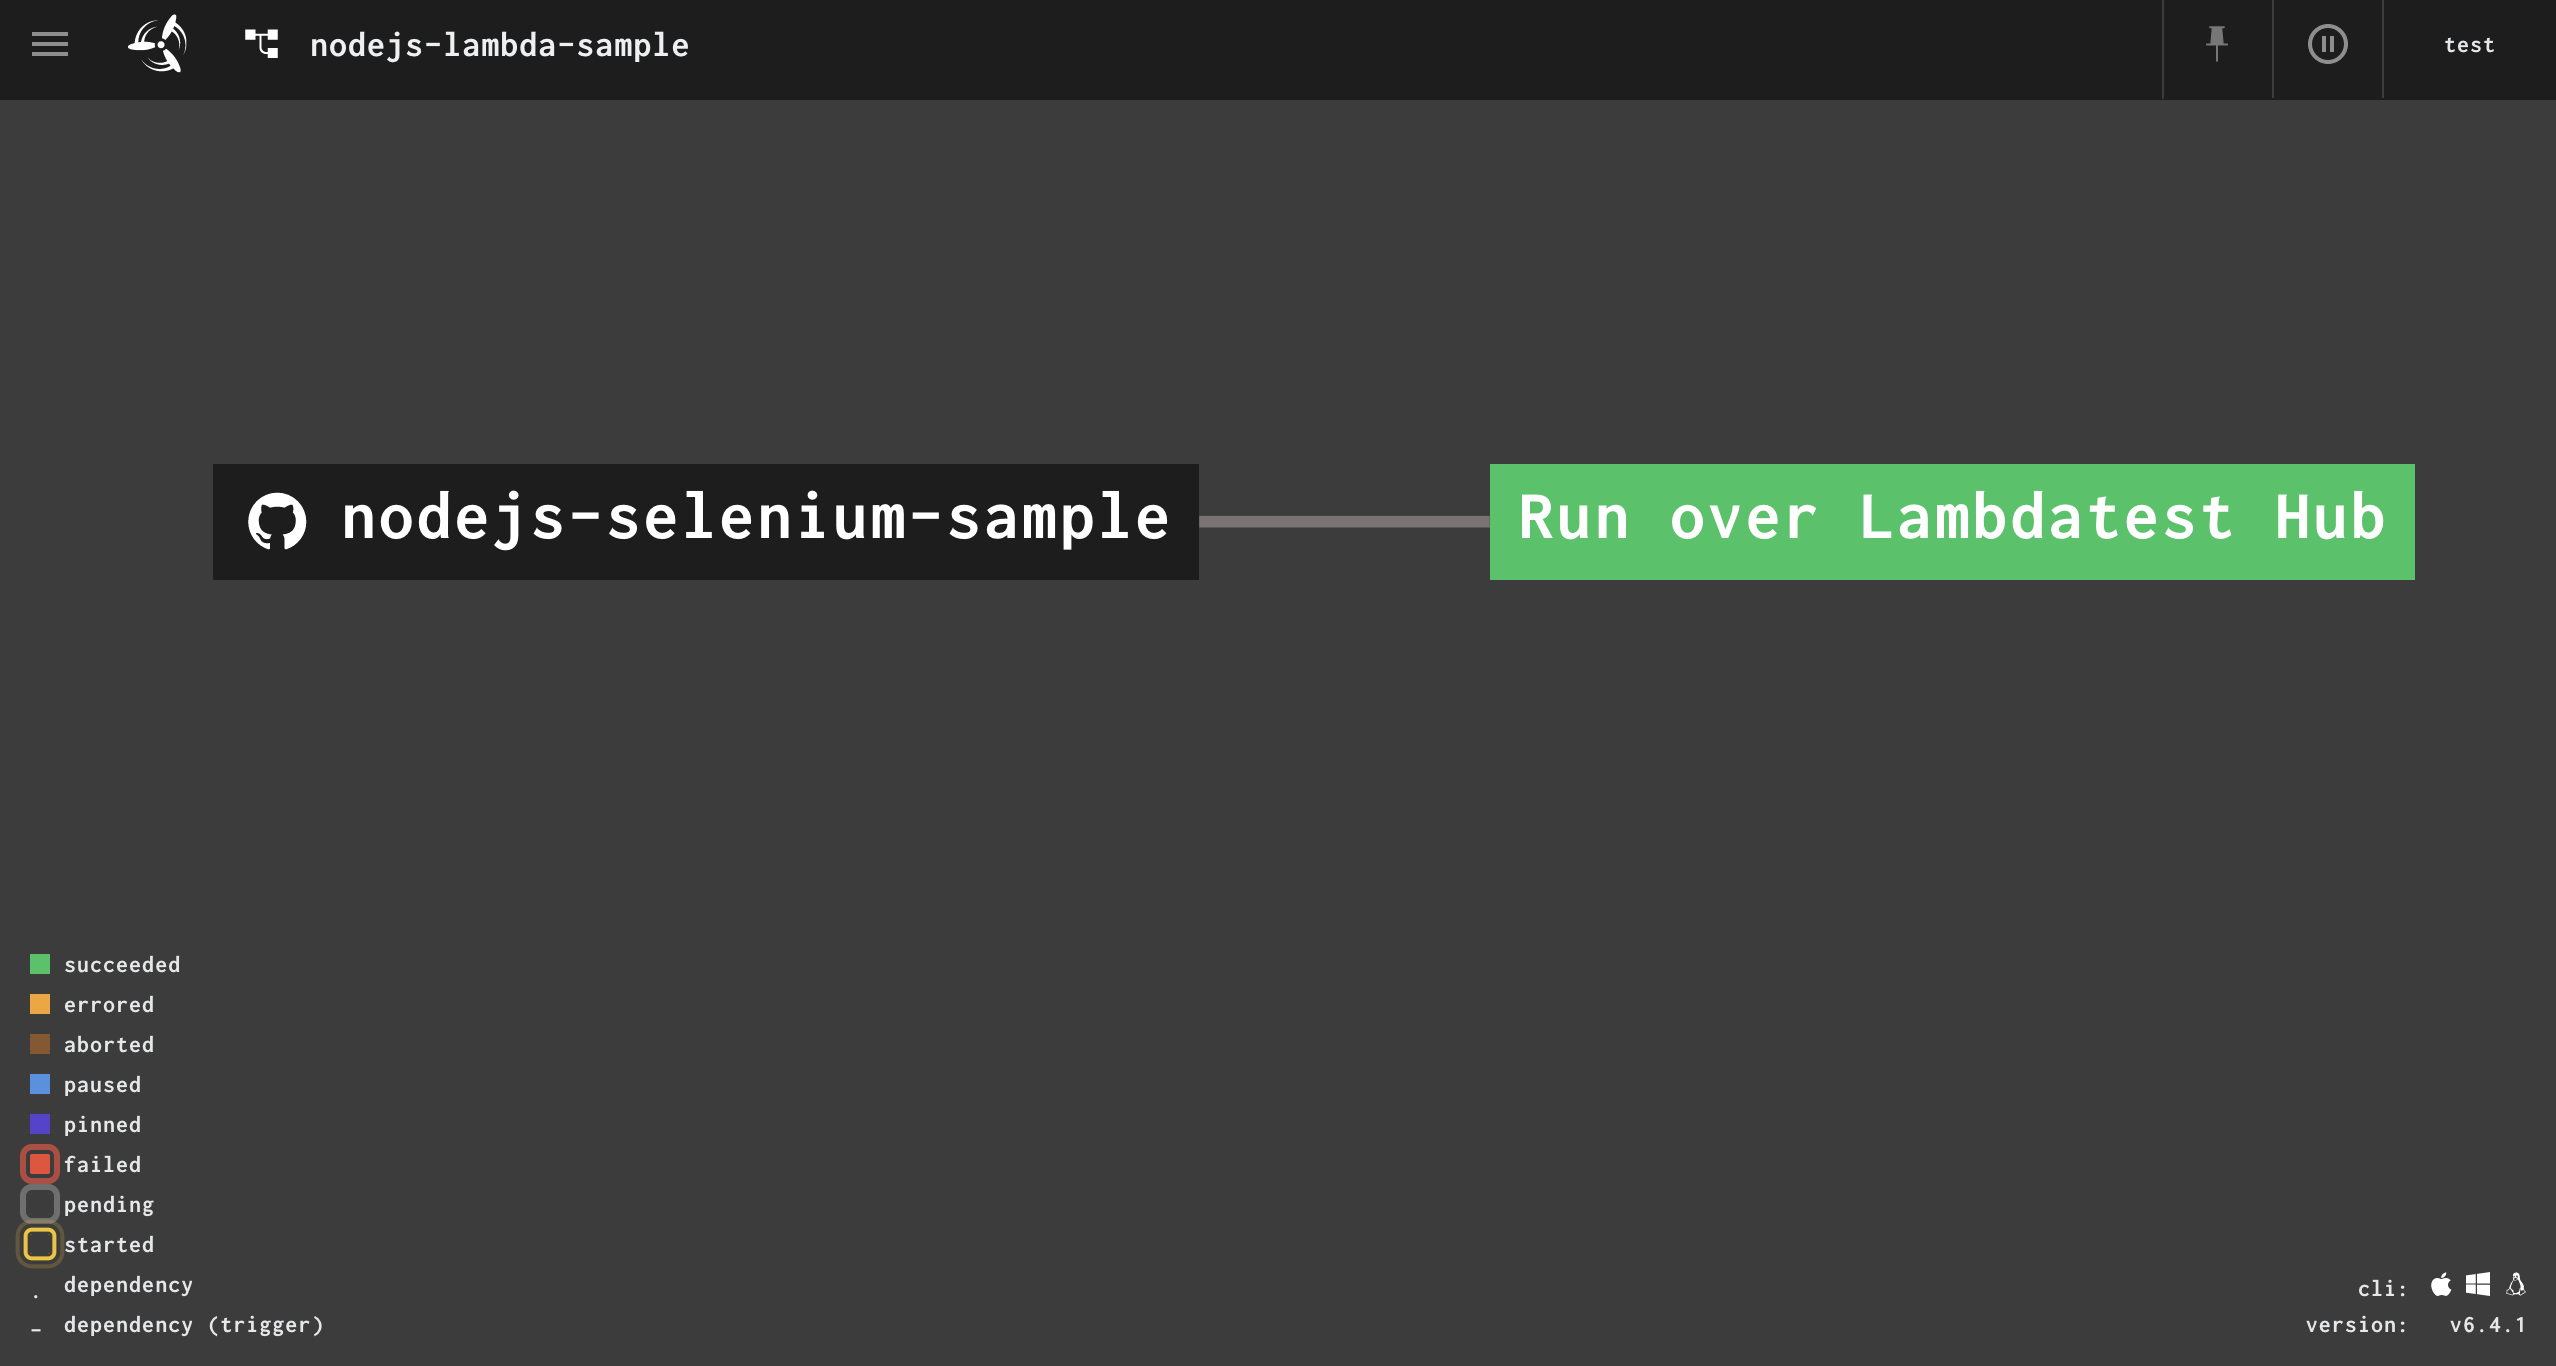 nodejs-lambda-sample
test
nodejs-selenium-sample
Run over Lambdatest Hub
succeeded
errored
aborted
paused
pinned
failed
pending
started
. dependency
- dependency (trigger)
cli:
version: v6.4.1